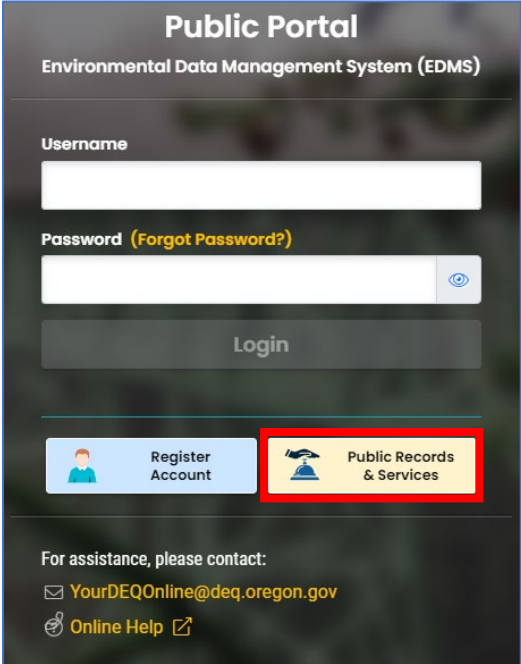 Public Portal
Environmental Data Management System (EDMS)
Username
Password (Forgot Password?)
Login
Register
Account
Public Records
& Services
For assistance, please contact:
YourDEQOnline@deq.oregon.gov
Online Help